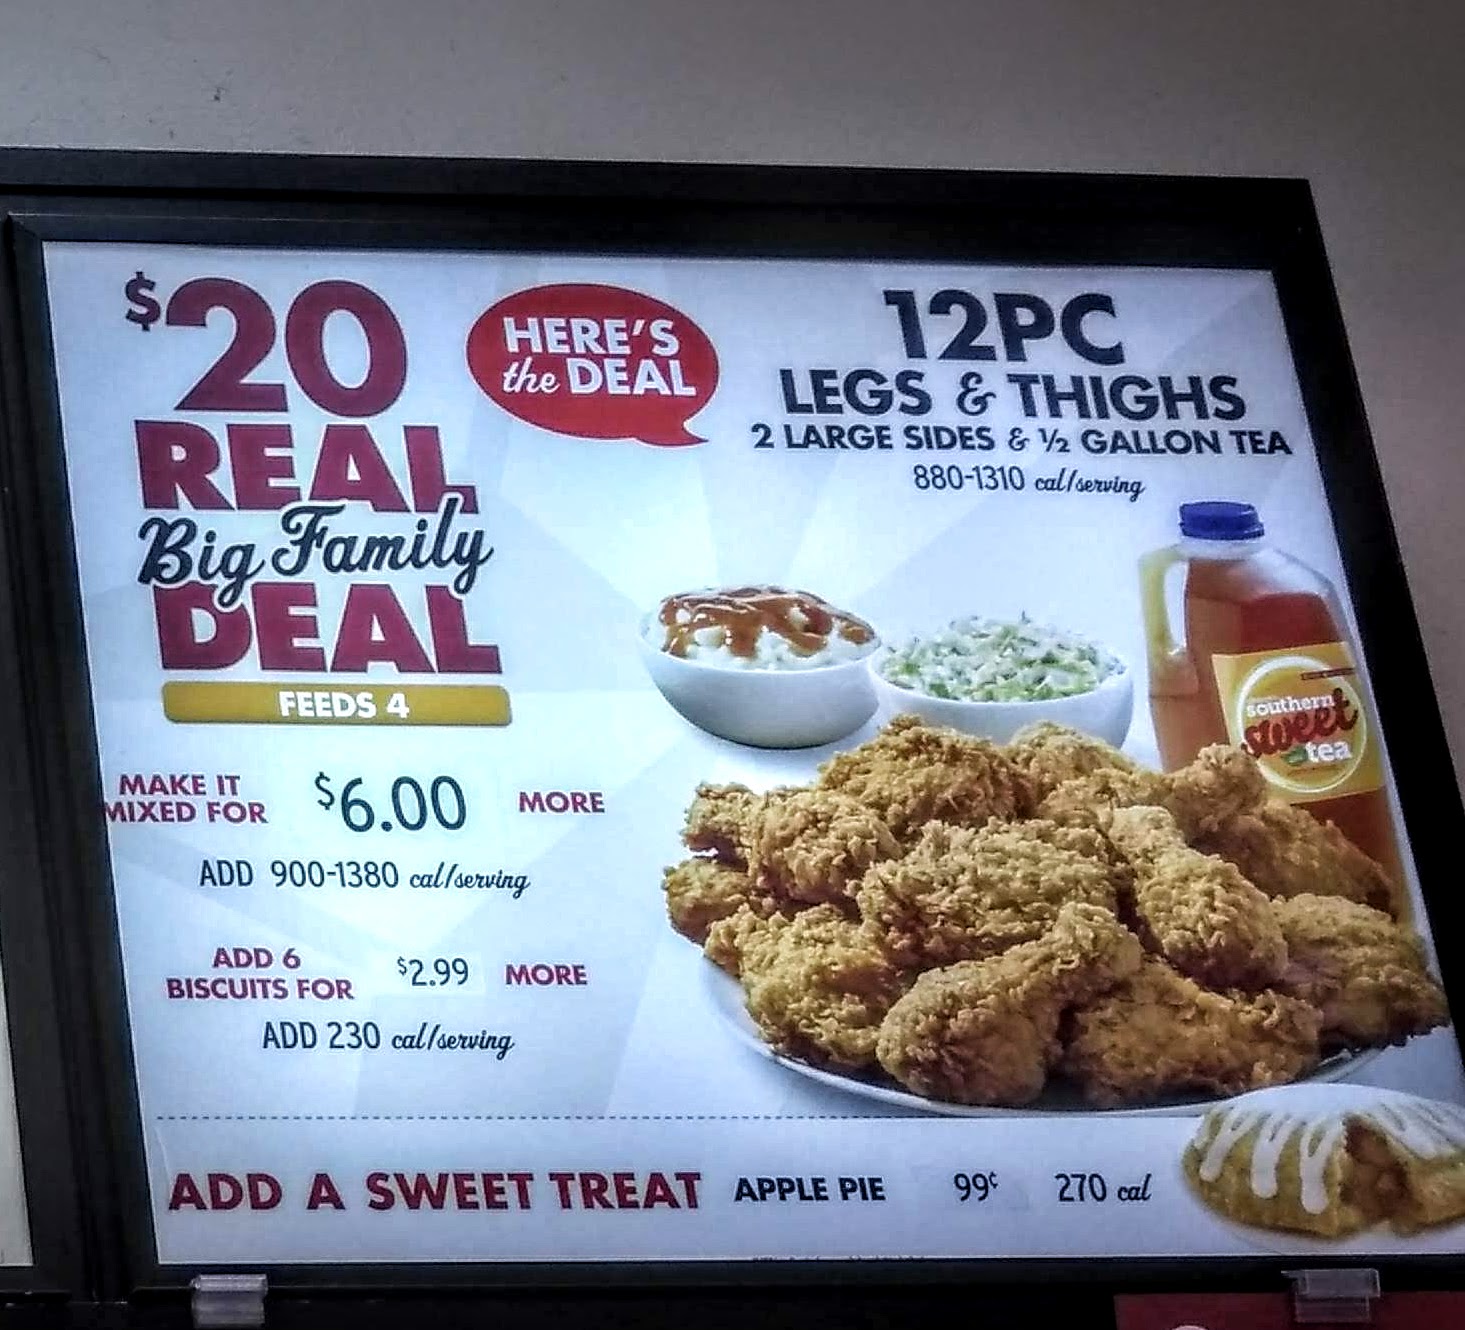 $20
REAL
Big Family
DEAL
FEEDS 4
HERE'S
the DEAL
12PC
LEGS & THIGHS
2 LARGE SIDES & ½ GALLON TEA
880-1310 cal/serving
southern
sweet
tea
MAKE IT
MIXED FOR $6.00 MORE
ADD 900-1380 cal/serving
ADD 6
BISCUITS FOR $2.99 MORE
ADD 230 cal/serving
ADD A SWEET TREAT APPLE PIE 99¢ 270 cal